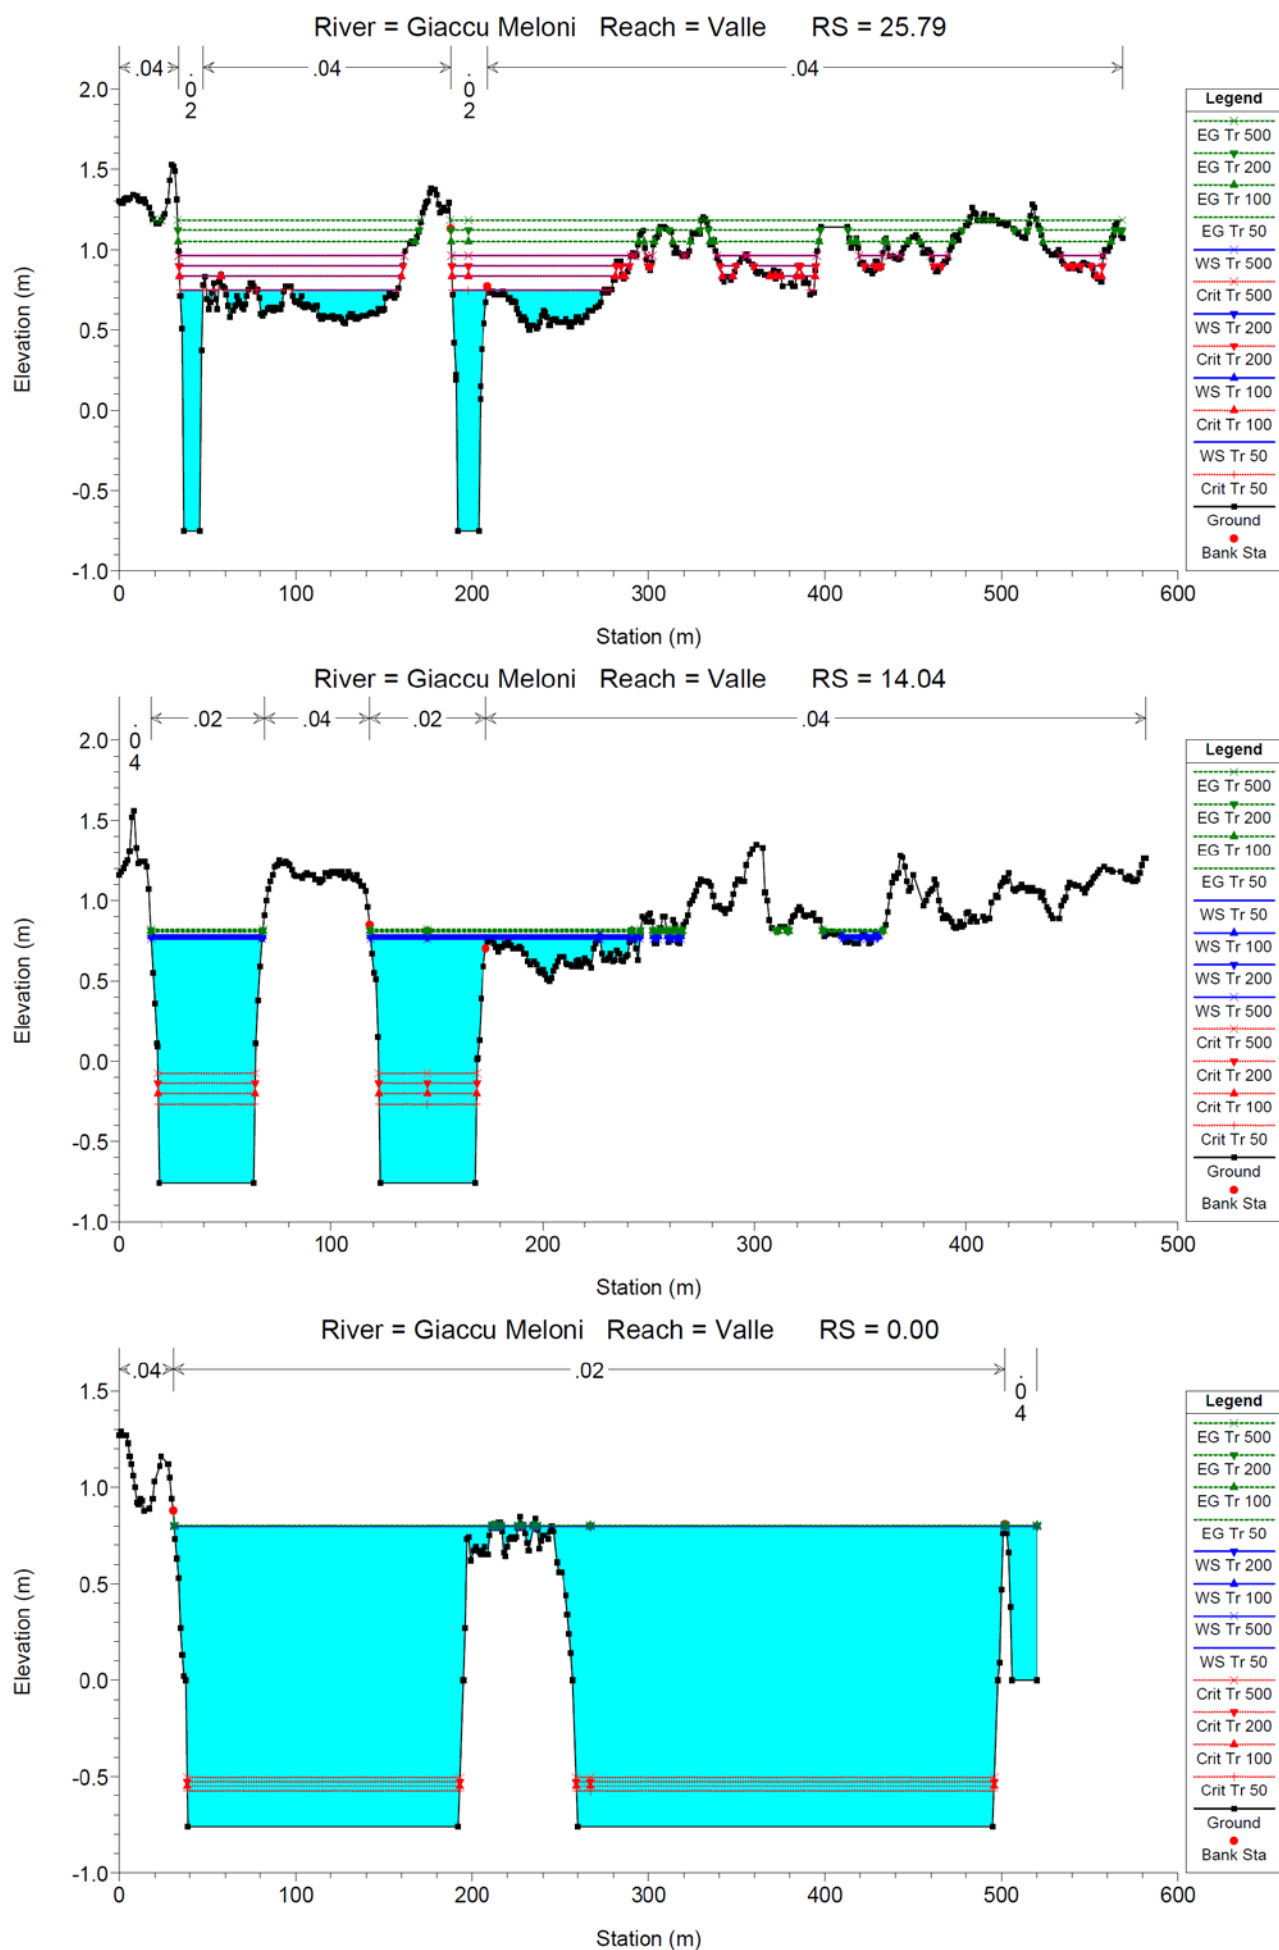 River = Giaccu Meloni   Reach = Valle      RS = 25.79
.04
.02
.04
.02
.04
Elevation (m)
2.0
1.5
1.0
0.5
0.0
-0.5
-1.0
0 100 200 300 400 500 600
Station (m)
Legend
EG Tr 500
EG Tr 200
EG Tr 100
EG Tr 50
WS Tr 500
Crit Tr 500
WS Tr 200
Crit Tr 200
WS Tr 100
Crit Tr 100
WS Tr 50
Crit Tr 50
Ground
Bank Sta
River = Giaccu Meloni   Reach = Valle      RS = 14.04
.04
.02
.04
.02
.04
Elevation (m)
2.0
1.5
1.0
0.5
0.0
-0.5
-1.0
0 100 200 300 400 500
Station (m)
Legend
EG Tr 500
EG Tr 200
EG Tr 100
EG Tr 50
WS Tr 50
WS Tr 100
WS Tr 200
WS Tr 500
Crit Tr 500
Crit Tr 200
Crit Tr 100
Crit Tr 50
Ground
Bank Sta
River = Giaccu Meloni   Reach = Valle      RS = 0.00
.04
.02
.04
Elevation (m)
1.5
1.0
0.5
0.0
-0.5
-1.0
0 100 200 300 400 500 600
Station (m)
Legend
EG Tr 500
EG Tr 200
EG Tr 100
EG Tr 50
WS Tr 200
WS Tr 100
WS Tr 500
WS Tr 50
Crit Tr 500
Crit Tr 200
Crit Tr 100
Crit Tr 50
Ground
Bank Sta